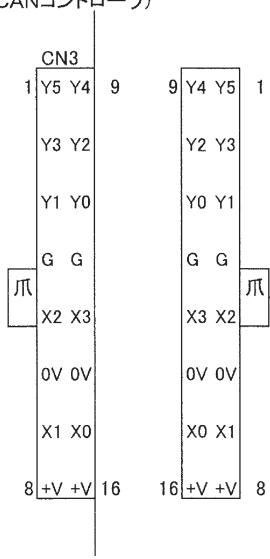 CANコントローラ)
CN3
1 Y5 Y4 9 9 Y4 Y5 1
Y3 Y2 Y2 Y3
Y1 Y0 Y0 Y1
G G G G
爪 爪
X2 X3 X3 X2
0V 0V 0V 0V
X1 X0 X0 X1
8 +V +V 16 16 +V +V 8